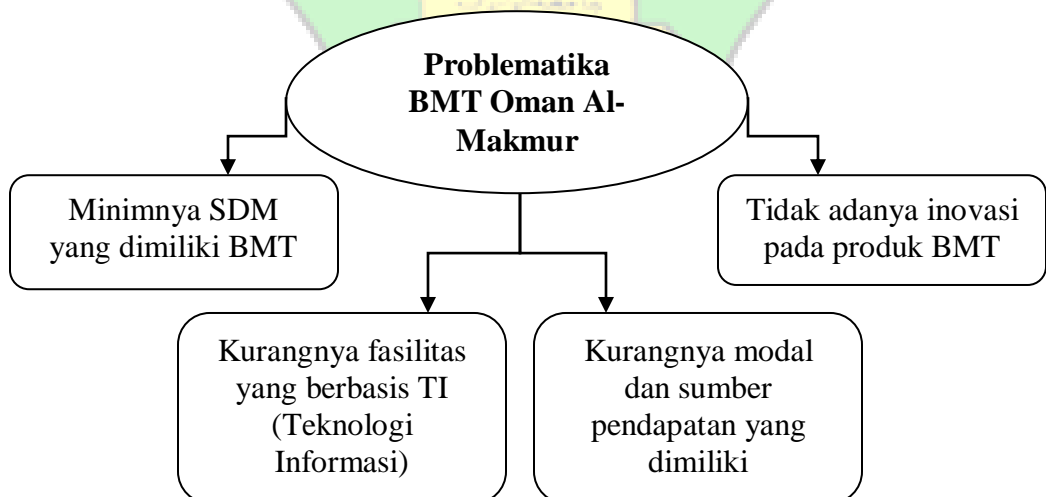 Problematika
BMT Oman Al-
Makmur
Minimnya SDM
yang dimiliki BMT
Tidak adanya inovasi
pada produk BMT
Kurangnya fasilitas
yang berbasis TI
(Teknologi
Informasi)
Kurangnya modal
dan sumber
pendapatan yang
dimiliki